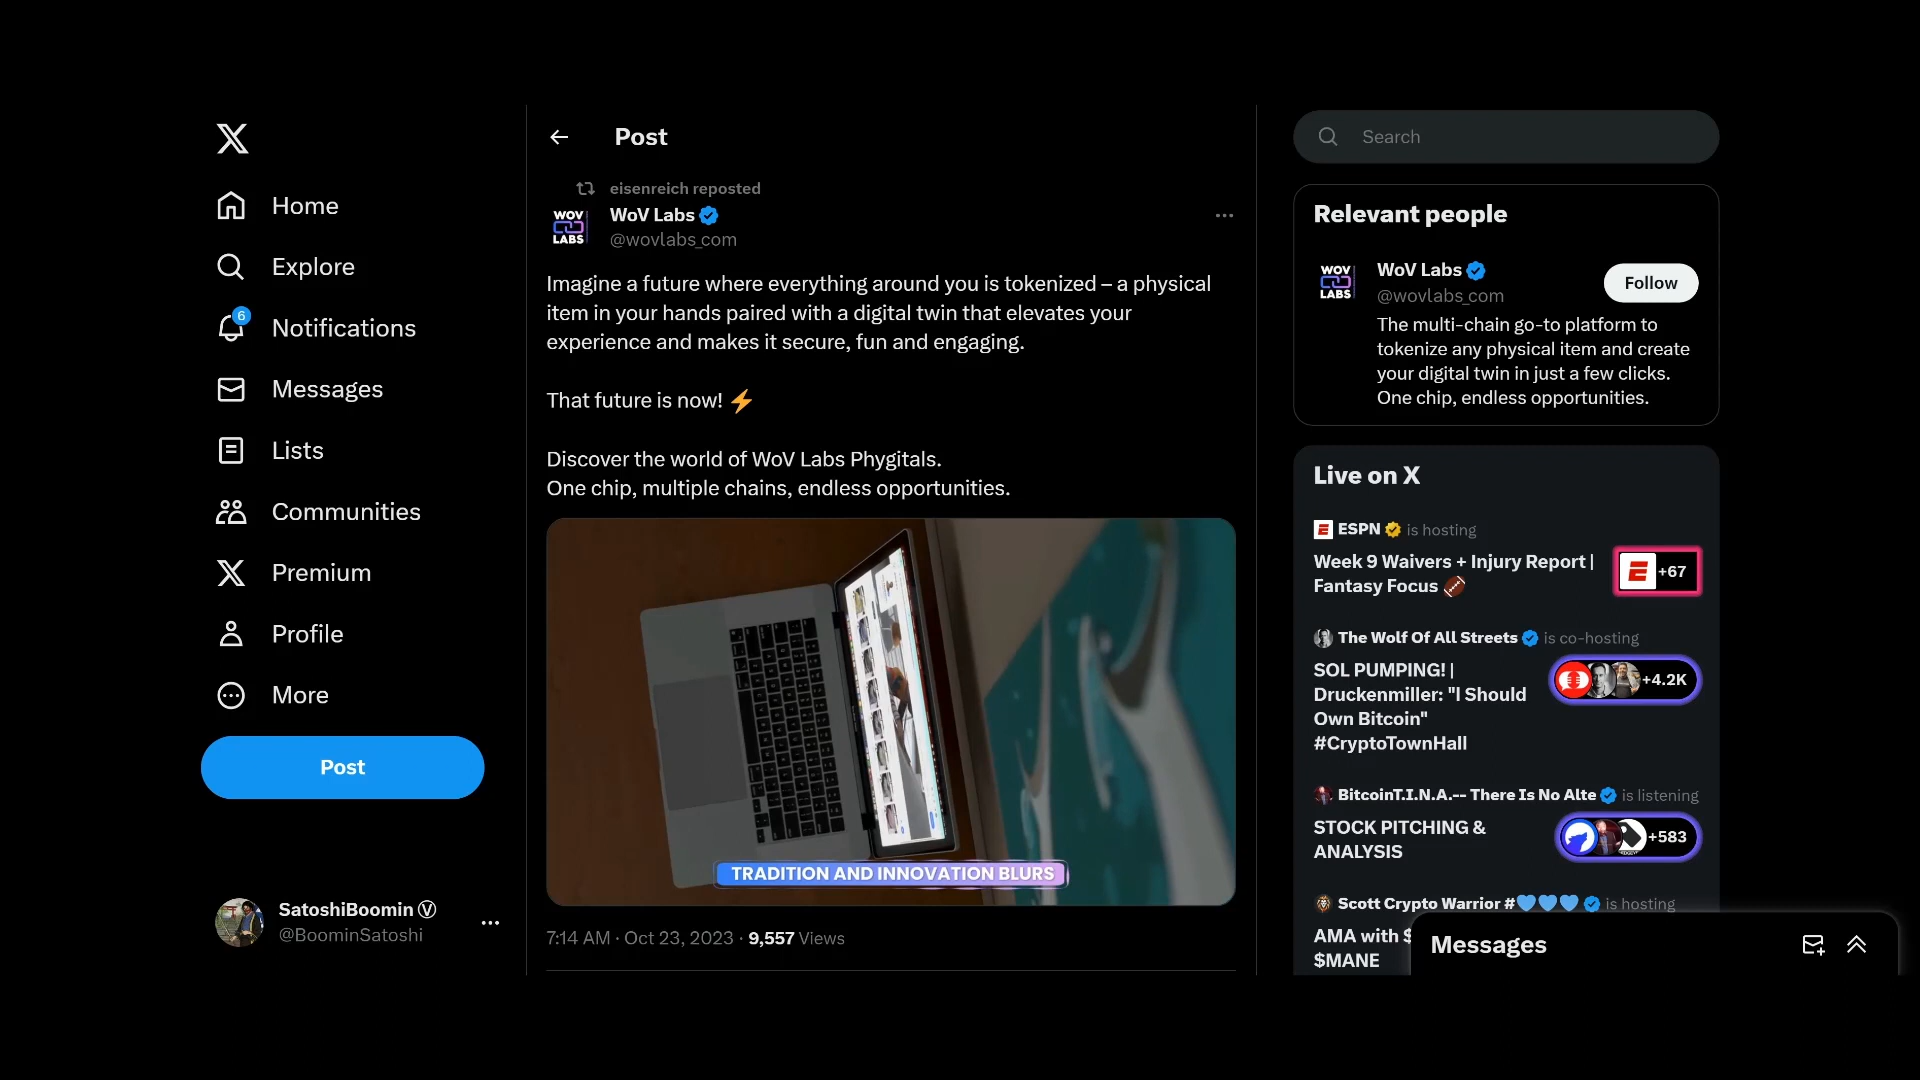 Home
Explore
6
Notifications
Messages
Lists
Communities
Premium
Profile
More
Post
SatoshiBoomin Ⓥ
@BoominSatoshi
Post
eisenreich reposted
WOV
LABS
WoV Labs
@wovlabs_com
Imagine a future where everything around you is tokenized – a physical
item in your hands paired with a digital twin that elevates your
experience and makes it secure, fun and engaging.
That future is now! ⚡
Discover the world of WoV Labs Phygitals.
One chip, multiple chains, endless opportunities.
TRADITION AND INNOVATION BLURS
7:14 AM · Oct 23, 2023 · 9,557 Views
Search
Relevant people
WOV
LABS
WoV Labs
@wovlabs_com
Follow
The multi-chain go-to platform to
tokenize any physical item and create
your digital twin in just a few clicks.
One chip, endless opportunities.
Live on X
ESPN is hosting
Week 9 Waivers + Injury Report |
Fantasy Focus 🏈
+67
The Wolf Of All Streets is co-hosting
SOL PUMPING! |
Druckenmiller: "I Should
Own Bitcoin"
#CryptoTownHall
+4.2K
BitcoinT.I.N.A.-- There Is No Alte is listening
STOCK PITCHING &
ANALYSIS
+583
Scott Crypto Warrior #💙💙💙 is hosting
AMA with $
$MANE
Messages